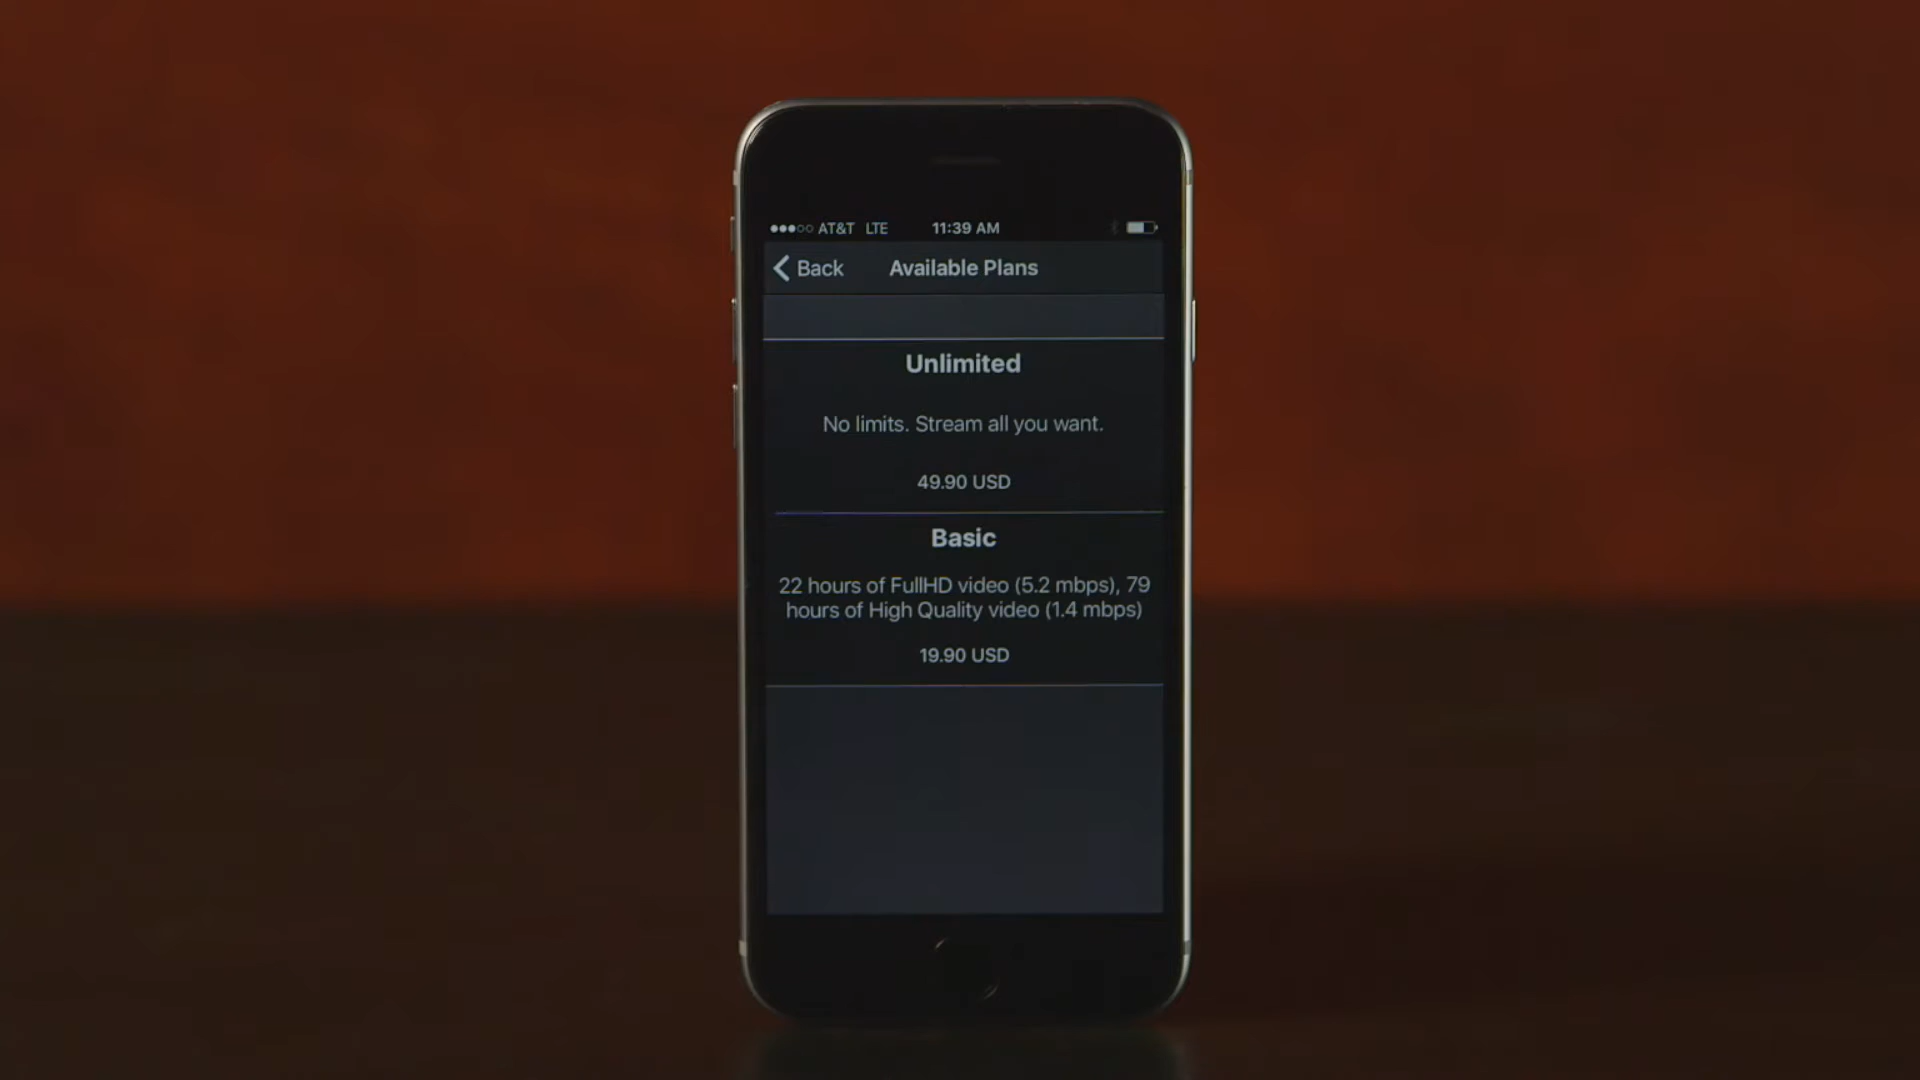 AT&T LTE 11:39 AM
Back Available Plans
Unlimited
No limits. Stream all you want.
49.90 USD
Basic
22 hours of FullHD video (5.2 mbps), 79
hours of High Quality video (1.4 mbps)
19.90 USD